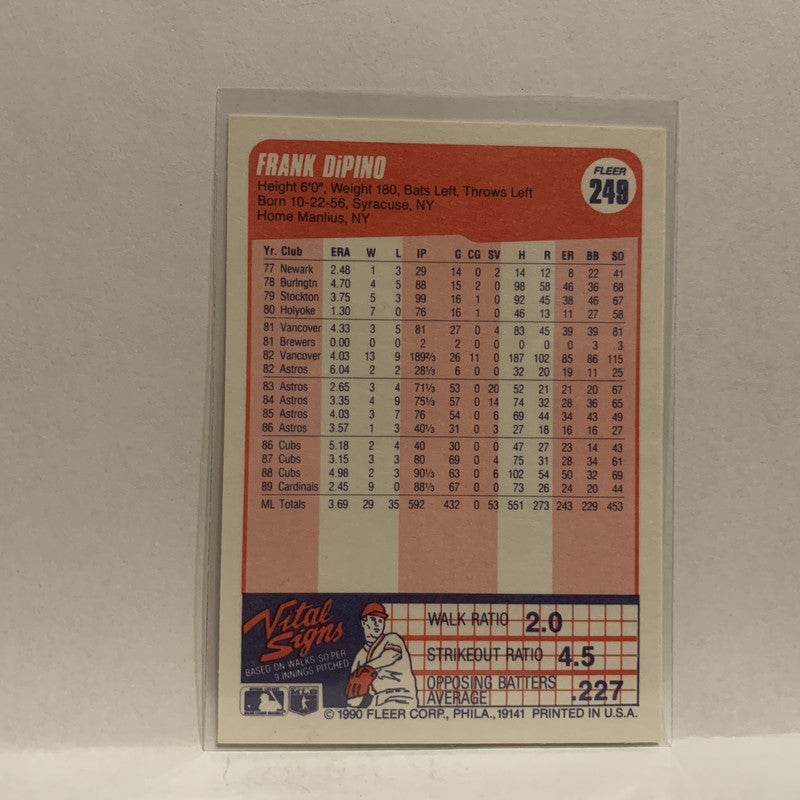 FRANK DiPINO
FLEER
249
Height 6'0", Weight 180, Bats Left, Throws Left
Born 10-22-56, Syracuse, NY
Home Manlius, NY
Yr. Club ERA W L IP G CG SV H R ER BB SO
77 Newark 2.48 1 3 29 14 0 2 14 12 8 22 41
78 Burlngtn 4.70 4 5 88 15 2 0 98 58 46 36 68
79 Stockton 3.75 5 3 99 16 1 0 92 45 38 46 67
80 Holyoke 1.30 7 0 76 16 1 0 46 13 11 27 58
81 Vancover 4.33 3 5 81 27 0 4 83 45 39 39 81
81 Brewers 0.00 0 0 2 2 0 0 0 0 0 3 3
82 Vancover 4.03 13 9 189⅔ 26 11 0 187 102 85 86 115
82 Astros 6.04 2 2 28⅓ 6 0 0 32 20 19 11 25
83 Astros 2.65 3 4 71⅓ 53 0 20 52 21 21 20 67
84 Astros 3.35 4 9 75⅓ 57 0 14 74 32 28 36 65
85 Astros 4.03 3 7 76 54 0 6 69 44 34 43 49
86 Astros 3.57 1 3 40⅓ 31 0 3 27 18 16 16 27
86 Cubs 5.18 2 4 40 30 0 0 47 27 23 14 43
87 Cubs 3.15 3 3 80 69 0 4 75 31 28 34 61
88 Cubs 4.98 2 3 90⅓ 63 0 6 102 54 50 32 69
89 Cardinals 2.45 9 0 88⅓ 67 0 0 73 26 24 20 44
ML Totals 3.69 29 35 592 432 0 53 551 273 243 229 453
Vital
Signs
BASED ON WALKS/SO PER
9 INNINGS PITCHED
WALK RATIO 2.0
STRIKEOUT RATIO 4.5
OPPOSING BATTERS
AVERAGE .227
© 1990 FLEER CORP., PHILA., 19141 PRINTED IN U.S.A.